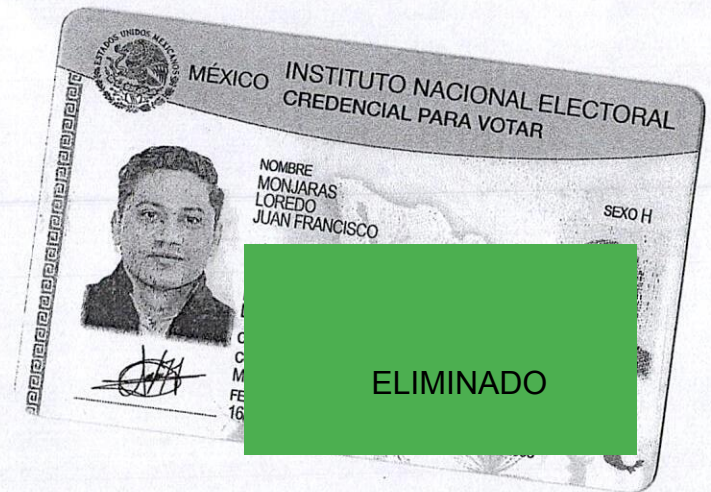 ESTADOS UNIDOS MEXICANOS
MÉXICO INSTITUTO NACIONAL ELECTORAL
CREDENCIAL PARA VOTAR
NOMBRE
MONJARAS
LOREDO
JUAN FRANCISCO
SEXO H
ELIMINADO